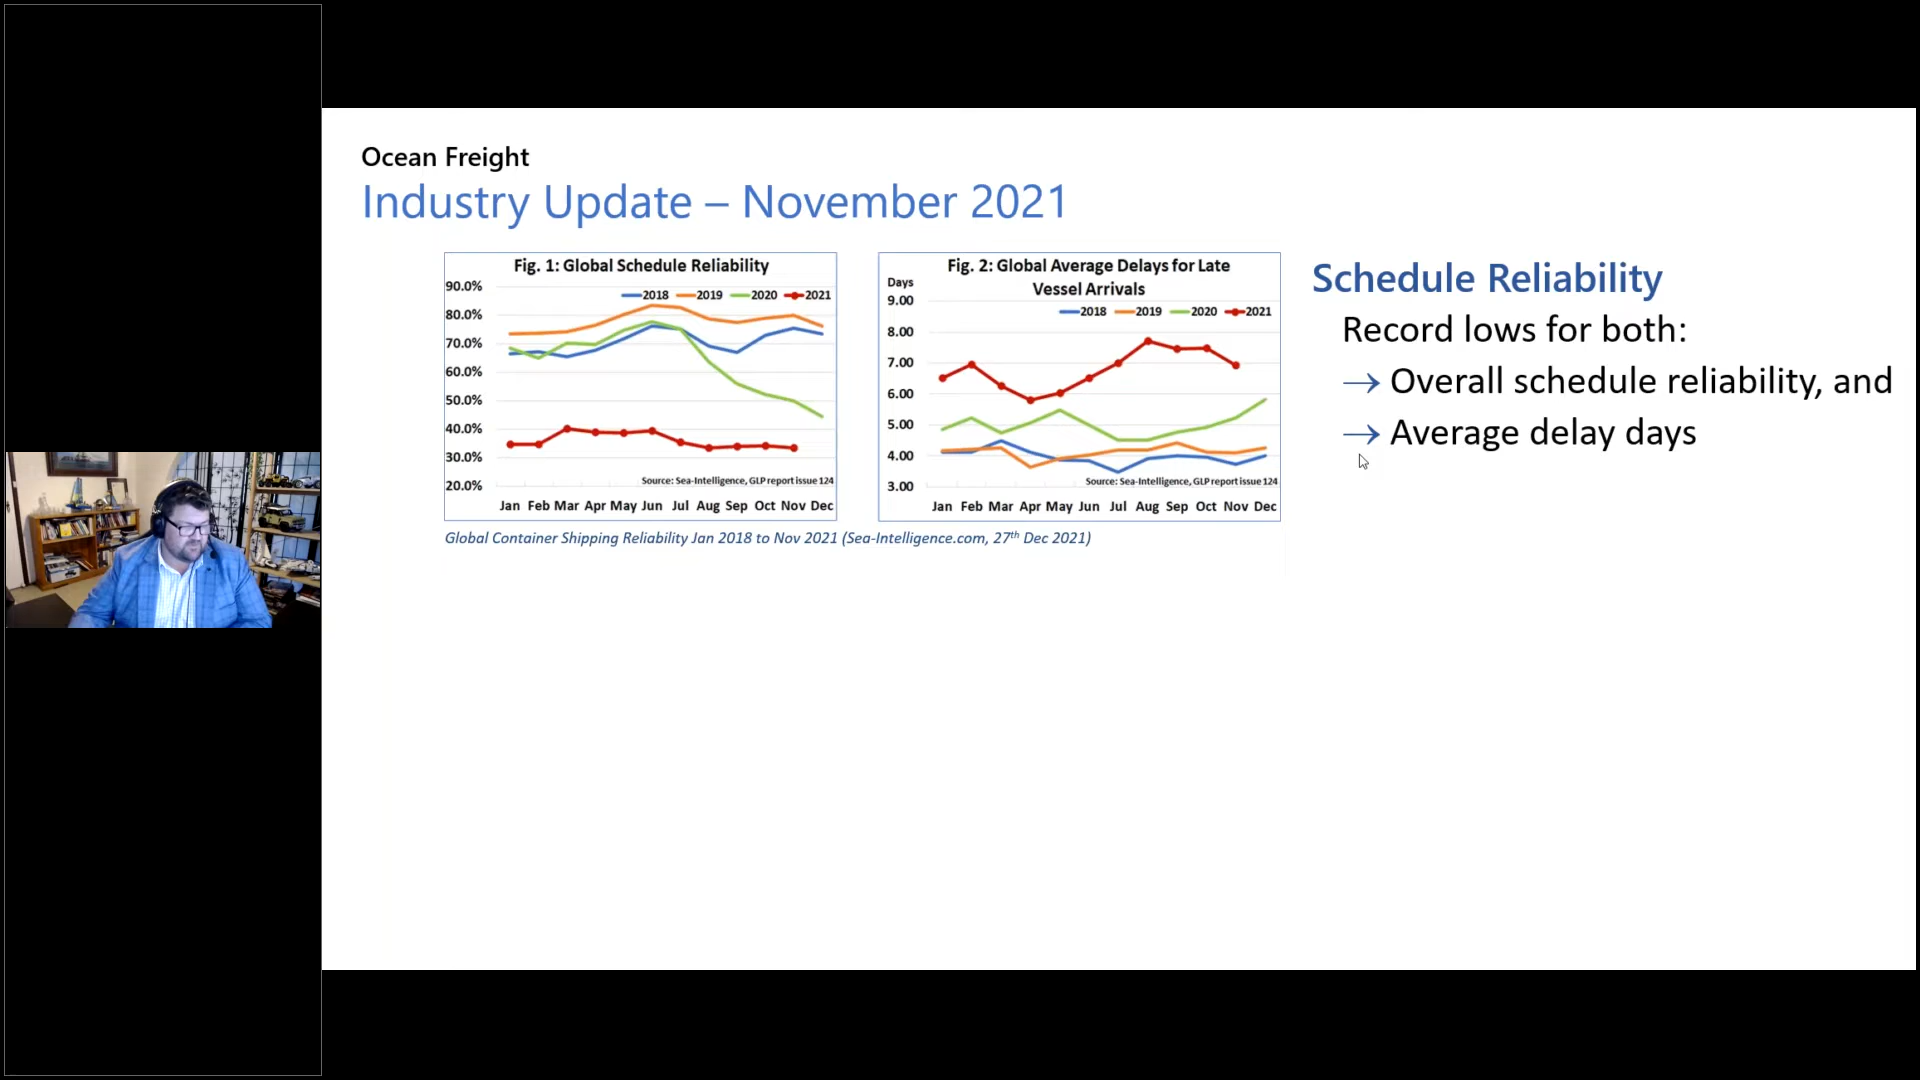 Ocean Freight
Industry Update – November 2021
Fig. 1: Global Schedule Reliability
2018 2019 2020 2021
90.0%
80.0%
70.0%
60.0%
50.0%
40.0%
30.0%
20.0%
Source: Sea-Intelligence, GLP report issue 124
Jan Feb Mar Apr May Jun Jul Aug Sep Oct Nov Dec
Fig. 2: Global Average Delays for Late
Vessel Arrivals
Days
2018 2019 2020 2021
9.00
8.00
7.00
6.00
5.00
4.00
3.00
Source: Sea-Intelligence, GLP report issue 124
Jan Feb Mar Apr May Jun Jul Aug Sep Oct Nov Dec
Global Container Shipping Reliability Jan 2018 to Nov 2021 (Sea-Intelligence.com, 27th Dec 2021)
Schedule Reliability
Record lows for both:
→ Overall schedule reliability, and
→ Average delay days